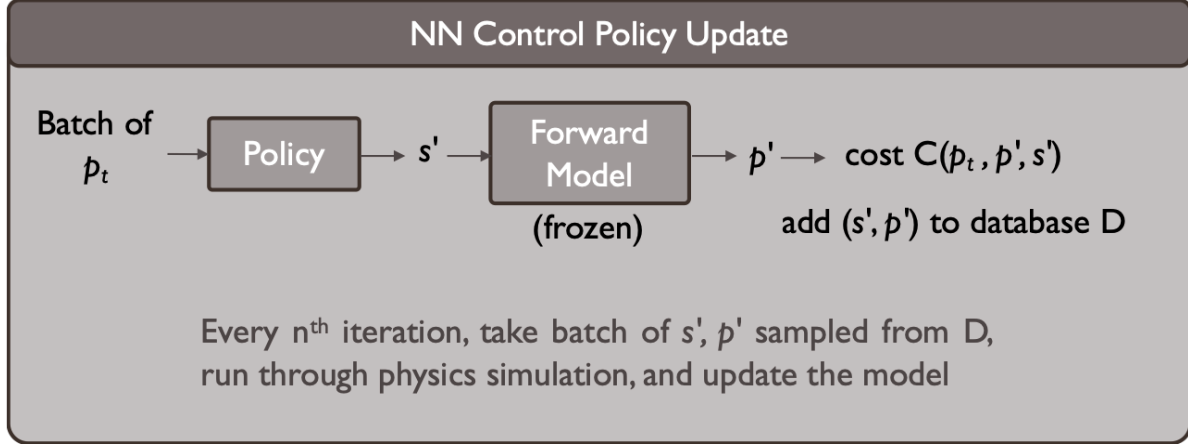 NN Control Policy Update
Batch of
pₜ
Policy
s'
Forward
Model
(frozen)
p'
cost C(pₜ, p', s')
add (s', p') to database D
Every nᵗʰ iteration, take batch of s', p' sampled from D,
run through physics simulation, and update the model